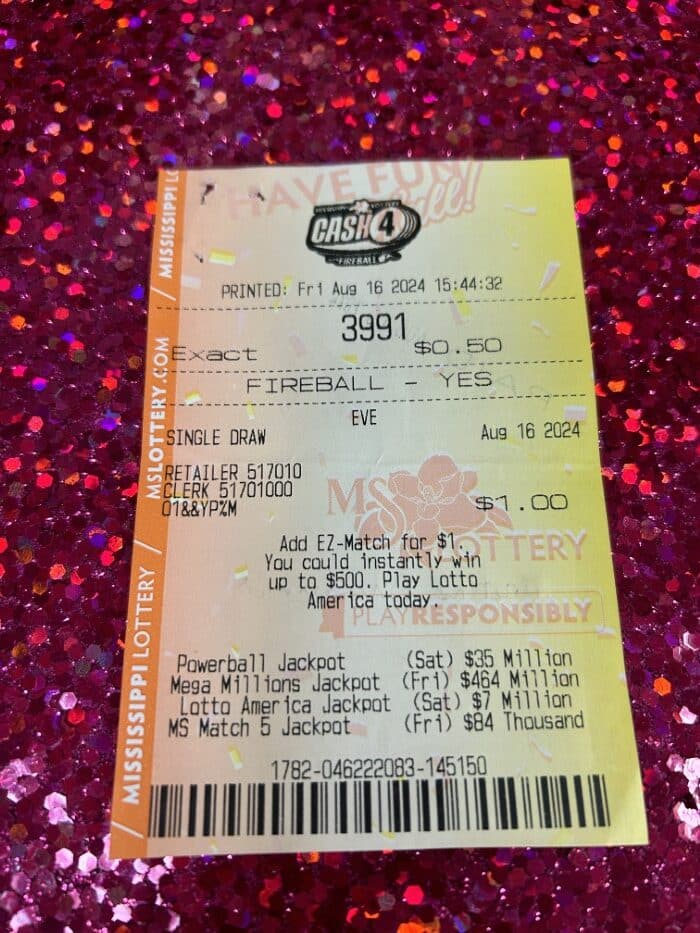 HAVE FUN
CASH 4
FIREBALL
PRINTED: Fri Aug 16 2024 15:44:32
3991
Exact $0.50
FIREBALL - YES
EVE
SINGLE DRAW Aug 16 2024
RETAILER 517010
CLERK 51701000
01&&YP%M $1.00
MS LOTTERY
Add EZ-Match for $1.
You could instantly win
up to $500. Play Lotto
America today.
PLAY RESPONSIBLY
Powerball Jackpot (Sat) $35 Million
Mega Millions Jackpot (Fri) $464 Million
Lotto America Jackpot (Sat) $7 Million
MS Match 5 Jackpot (Fri) $84 Thousand
1782-046222083-145150
/ MISSISSIPPI LOTTERY / MSLOTTERY.COM / MISSISSIPPI LO